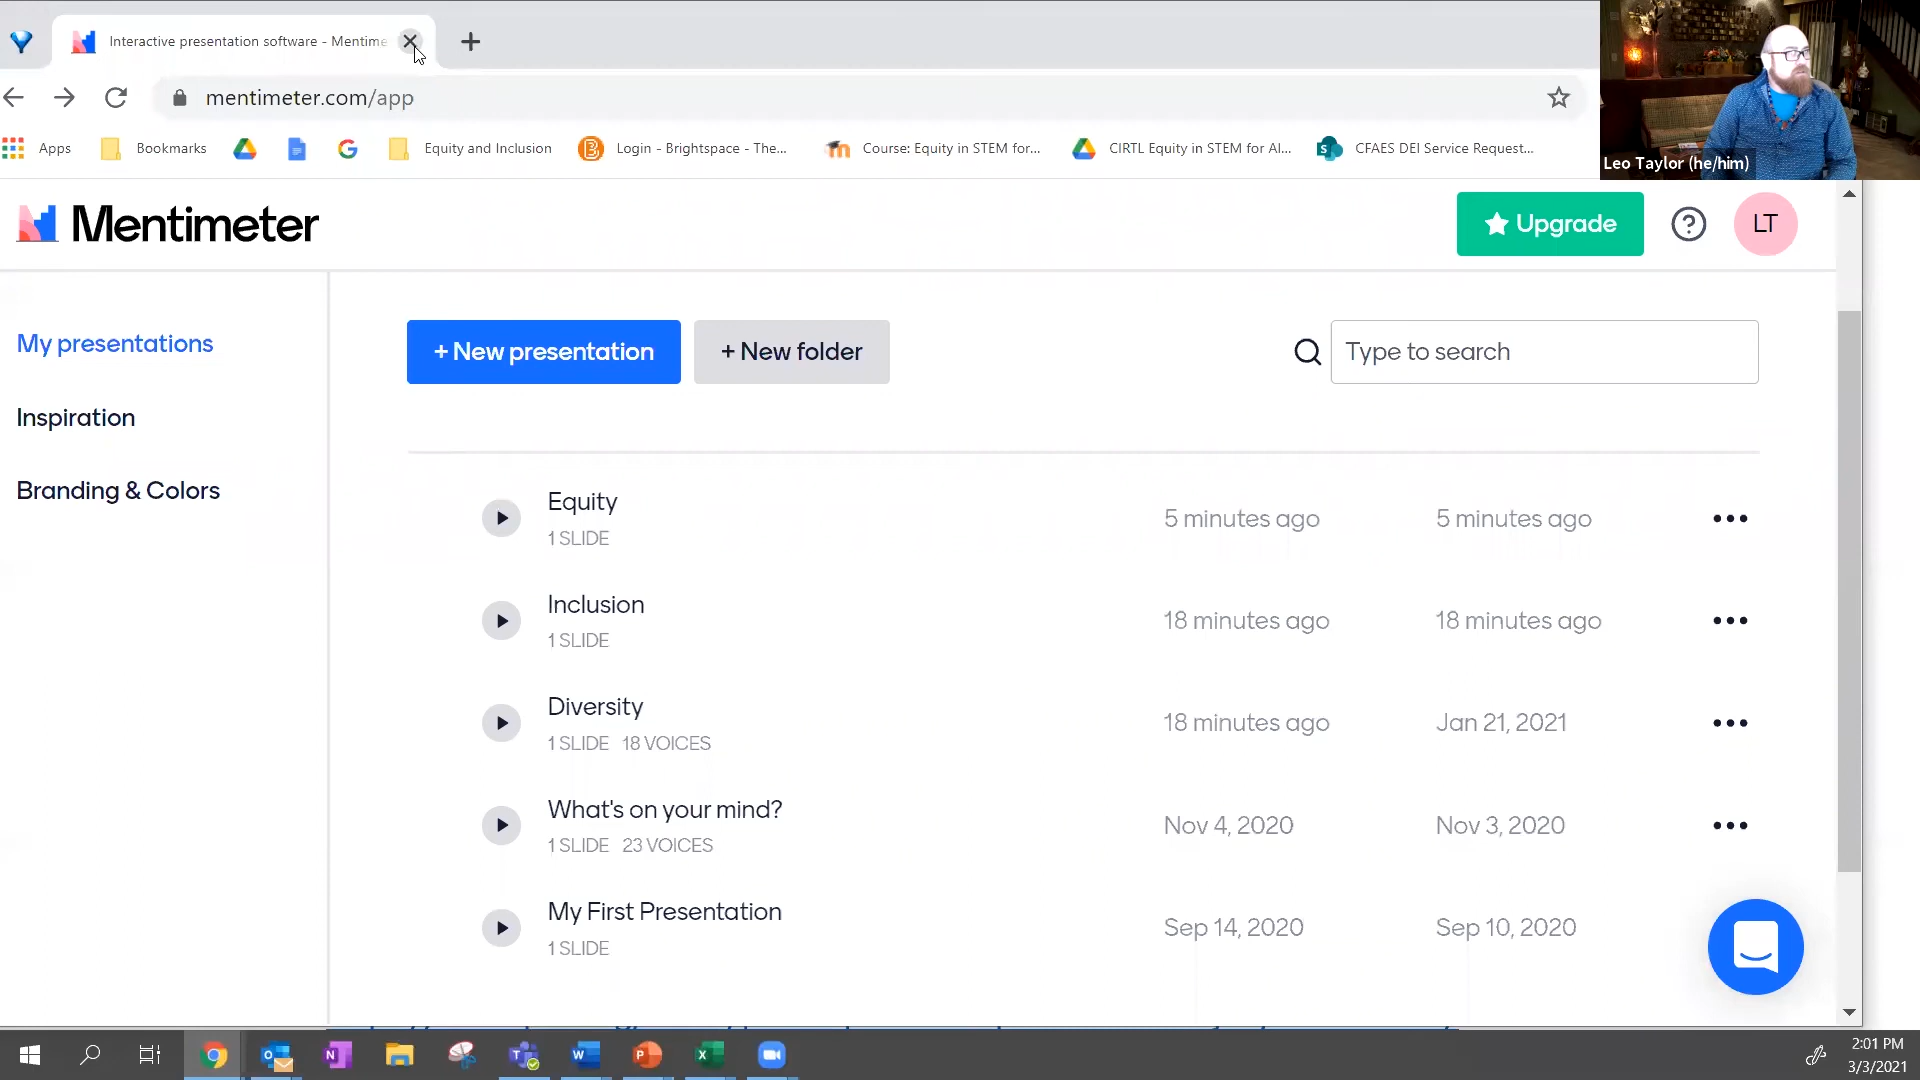 Interactive presentation software - Mentime
mentimeter.com/app
Apps
Bookmarks
Equity and Inclusion
Login - Brightspace - The...
Course: Equity in STEM for...
CIRTL Equity in STEM for Al...
CFAES DEI Service Request...
Leo Taylor (he/him)
Mentimeter
Upgrade
LT
My presentations
Inspiration
Branding & Colors
+ New presentation
+ New folder
Type to search
Equity
1 SLIDE
5 minutes ago
5 minutes ago
Inclusion
1 SLIDE
18 minutes ago
18 minutes ago
Diversity
1 SLIDE 18 VOICES
18 minutes ago
Jan 21, 2021
What's on your mind?
1 SLIDE 23 VOICES
Nov 4, 2020
Nov 3, 2020
My First Presentation
1 SLIDE
Sep 14, 2020
Sep 10, 2020
2:01 PM
3/3/2021